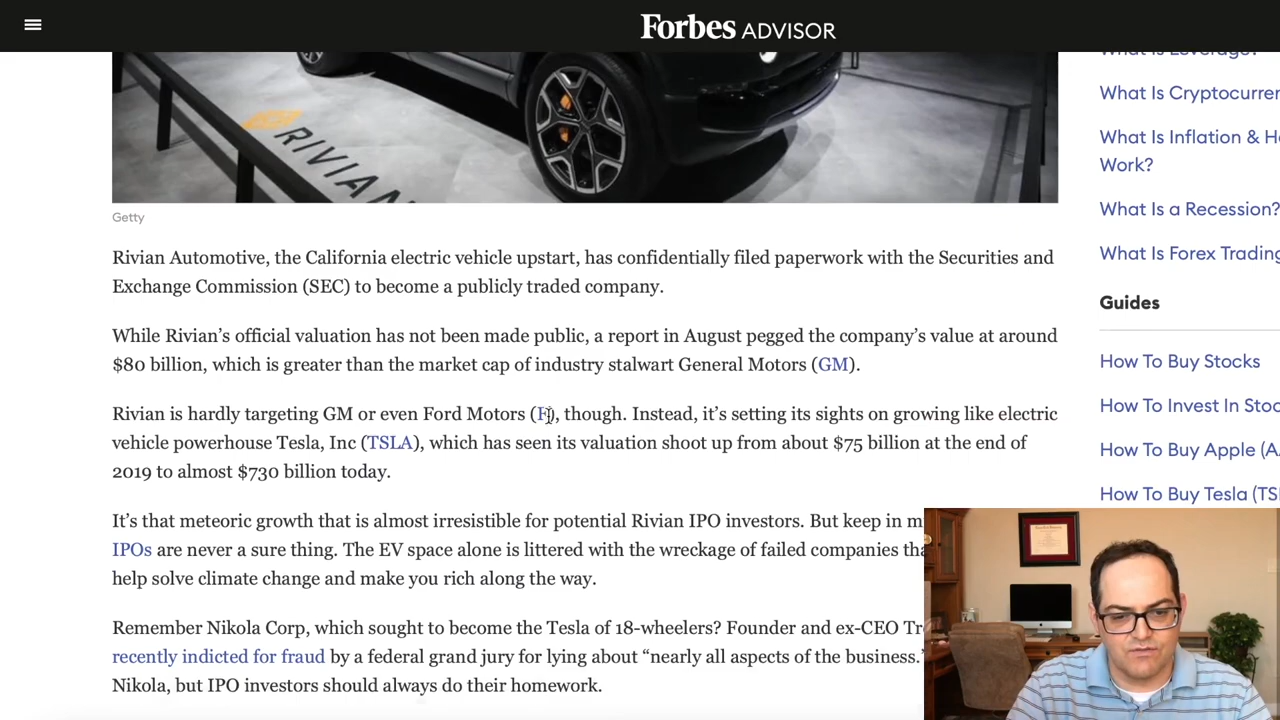 Forbes ADVISOR
RIVIAN
Getty
Rivian Automotive, the California electric vehicle upstart, has confidentially filed paperwork with the Securities and
Exchange Commission (SEC) to become a publicly traded company.
While Rivian’s official valuation has not been made public, a report in August pegged the company’s value at around
$80 billion, which is greater than the market cap of industry stalwart General Motors (GM).
Rivian is hardly targeting GM or even Ford Motors (F), though. Instead, it’s setting its sights on growing like electric
vehicle powerhouse Tesla, Inc (TSLA), which has seen its valuation shoot up from about $75 billion at the end of
2019 to almost $730 billion today.
It’s that meteoric growth that is almost irresistible for potential Rivian IPO investors. But keep in m
IPOs are never a sure thing. The EV space alone is littered with the wreckage of failed companies tha
help solve climate change and make you rich along the way.
Remember Nikola Corp, which sought to become the Tesla of 18-wheelers? Founder and ex-CEO Tr
recently indicted for fraud by a federal grand jury for lying about “nearly all aspects of the business.”
Nikola, but IPO investors should always do their homework.
What Is Leverage?
What Is Cryptocurren
What Is Inflation & H
Work?
What Is a Recession?
What Is Forex Trading
Guides
How To Buy Stocks
How To Invest In Stoc
How To Buy Apple (A
How To Buy Tesla (TS